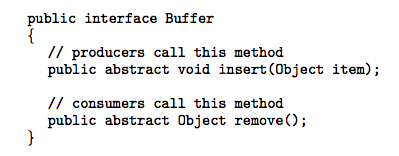 public interface Buffer
{
// producers call this method
public abstract void insert(Object item);
// consumers call this method
public abstract Object remove();
}